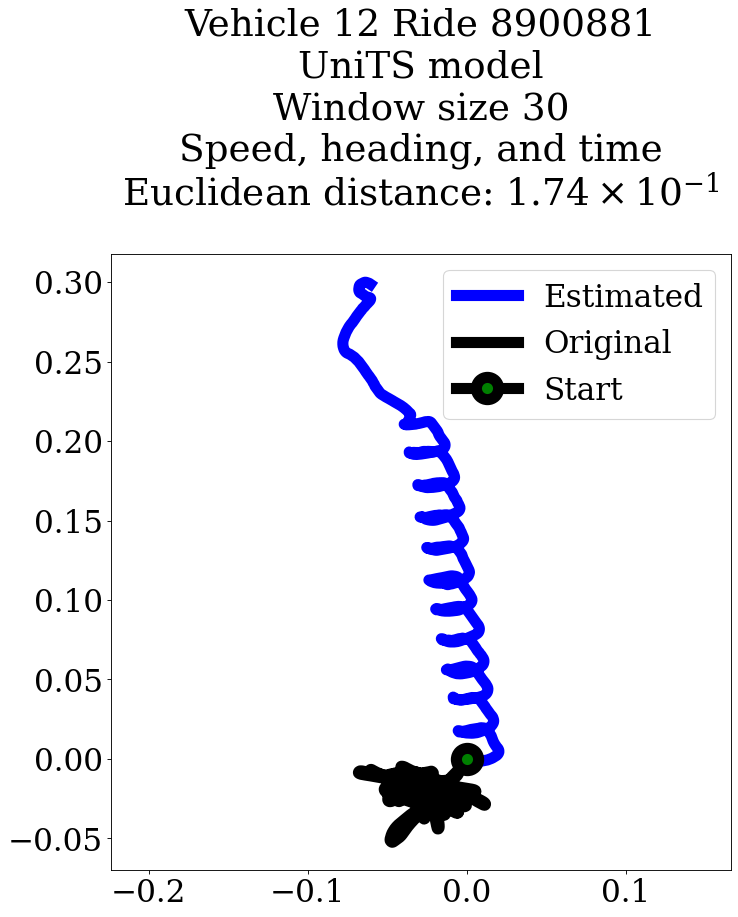 Vehicle 12 Ride 8900881
UniTS model
Window size 30
Speed, heading, and time
Euclidean distance: 1.74 × 10⁻¹
0.30
0.25
0.20
0.15
0.10
0.05
0.00
−0.05
Estimated
Original
Start
−0.2 −0.1 0.0 0.1